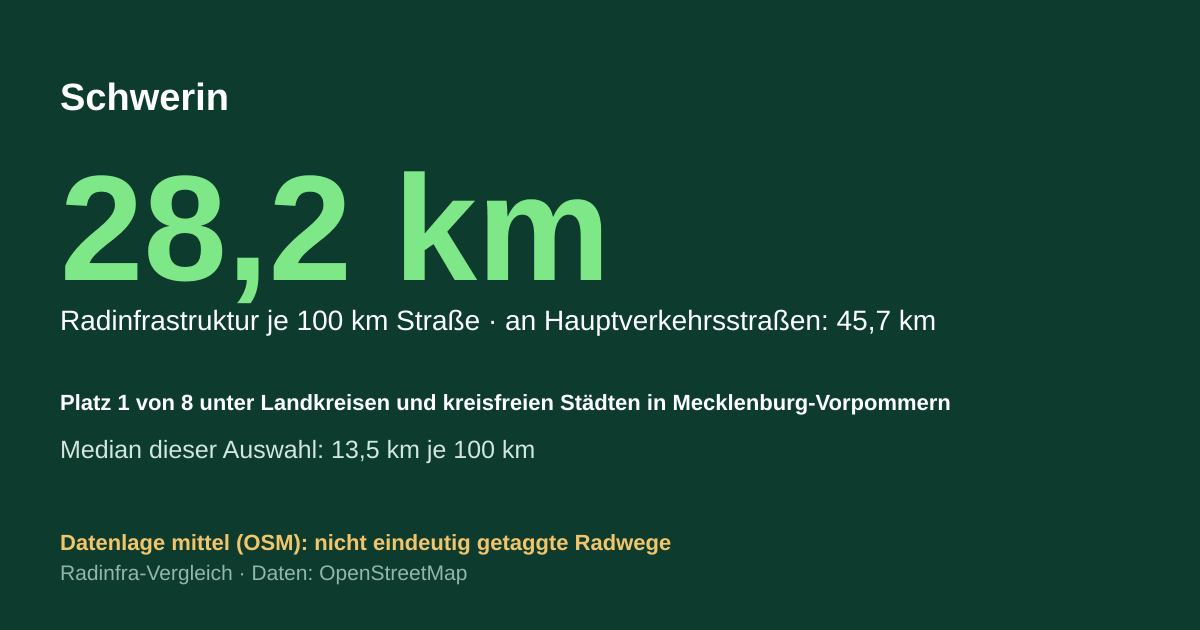 Schwerin
28,2 km
Radinfrastruktur je 100 km Straße · an Hauptverkehrsstraßen: 45,7 km
Platz 1 von 8 unter Landkreisen und kreisfreien Städten in Mecklenburg-Vorpommern
Median dieser Auswahl: 13,5 km je 100 km
Datenlage mittel (OSM): nicht eindeutig getaggte Radwege
Radinfra-Vergleich · Daten: OpenStreetMap